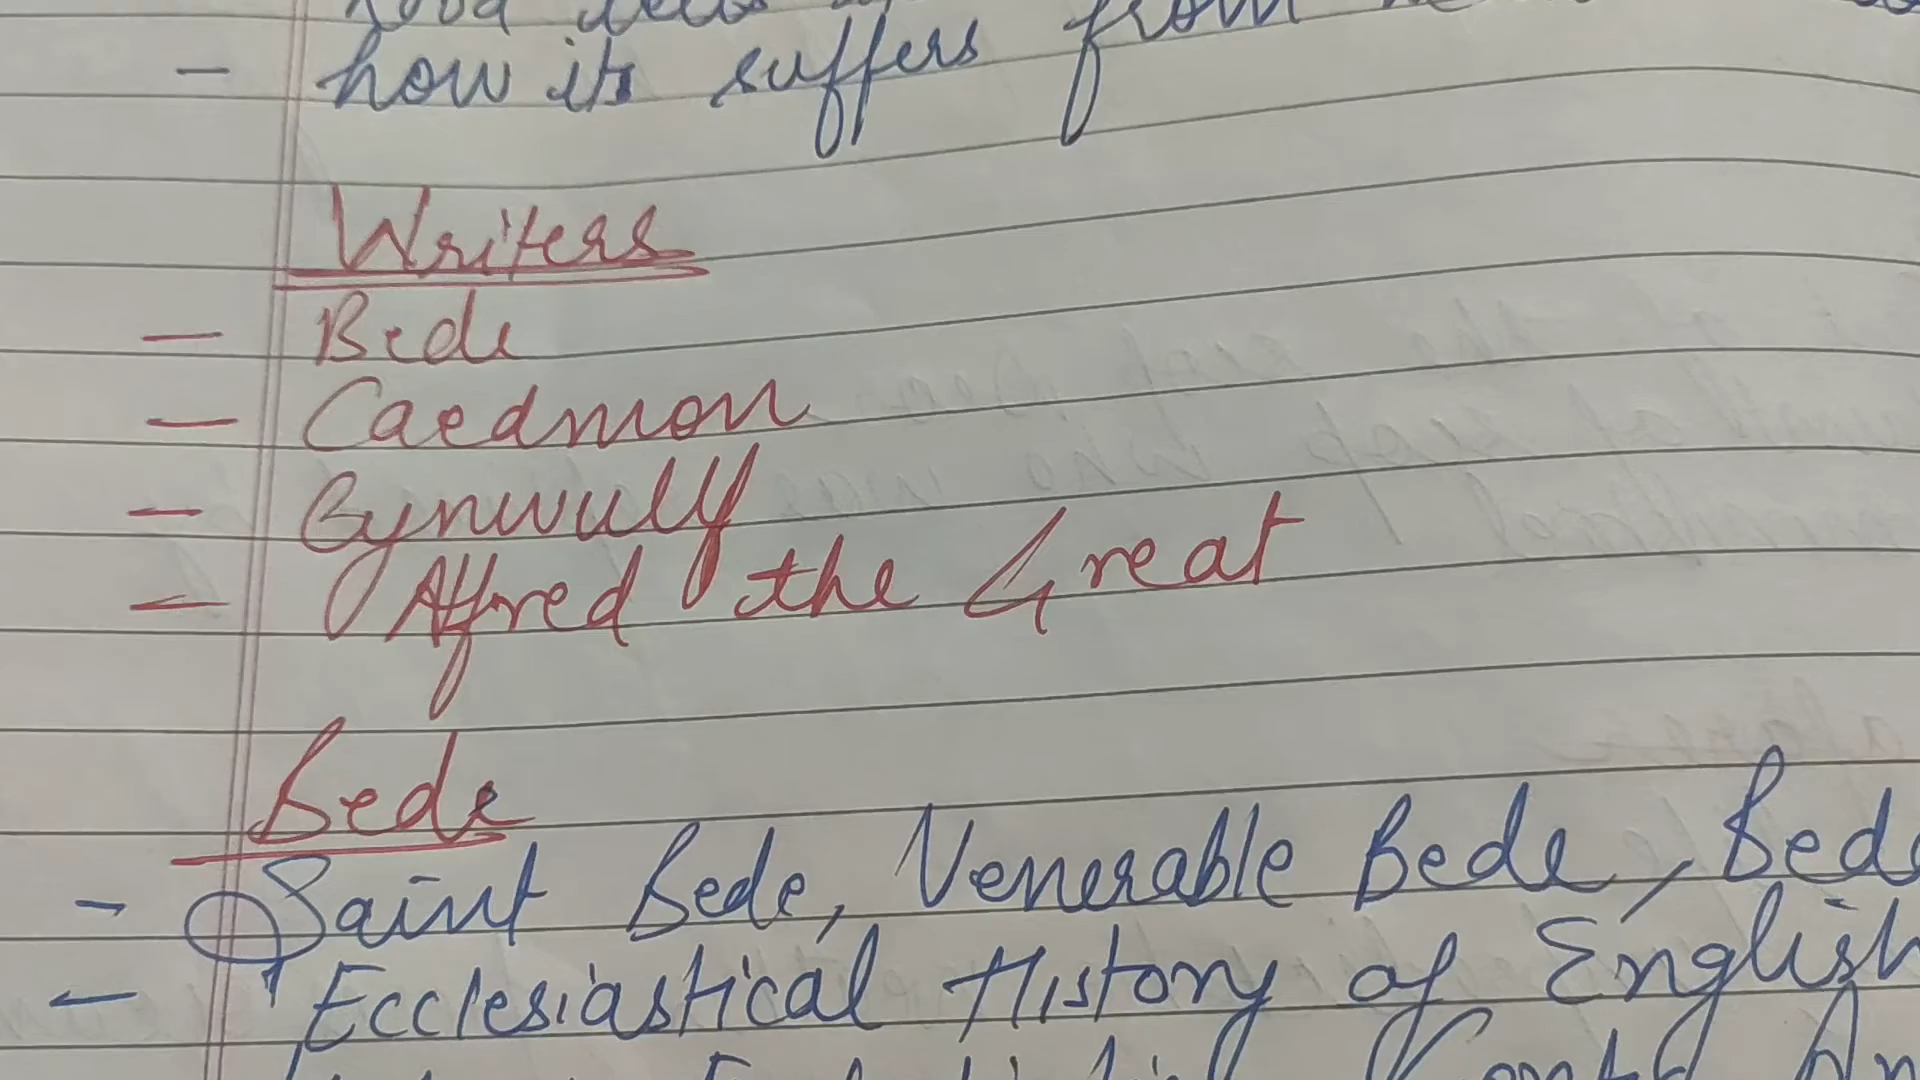 - how its suffers from
Writers
- Bede
- Caedmon
- Cynwulf
- Alfred the Great
Bede
- Saint Bede, Venerable Bede, Bede
- 'Ecclesiastical History of English